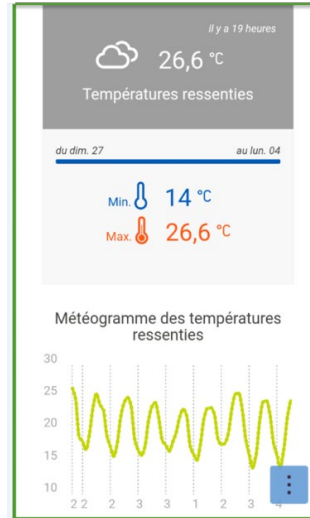 Il y a 19 heures
26,6 °C
Températures ressenties
du dim. 27 au lun. 04
Min. 14 °C
Max. 26,6 °C
Météogramme des températures
ressenties
30
25
20
15
10
2 2 2 3 3 1 2 3 4